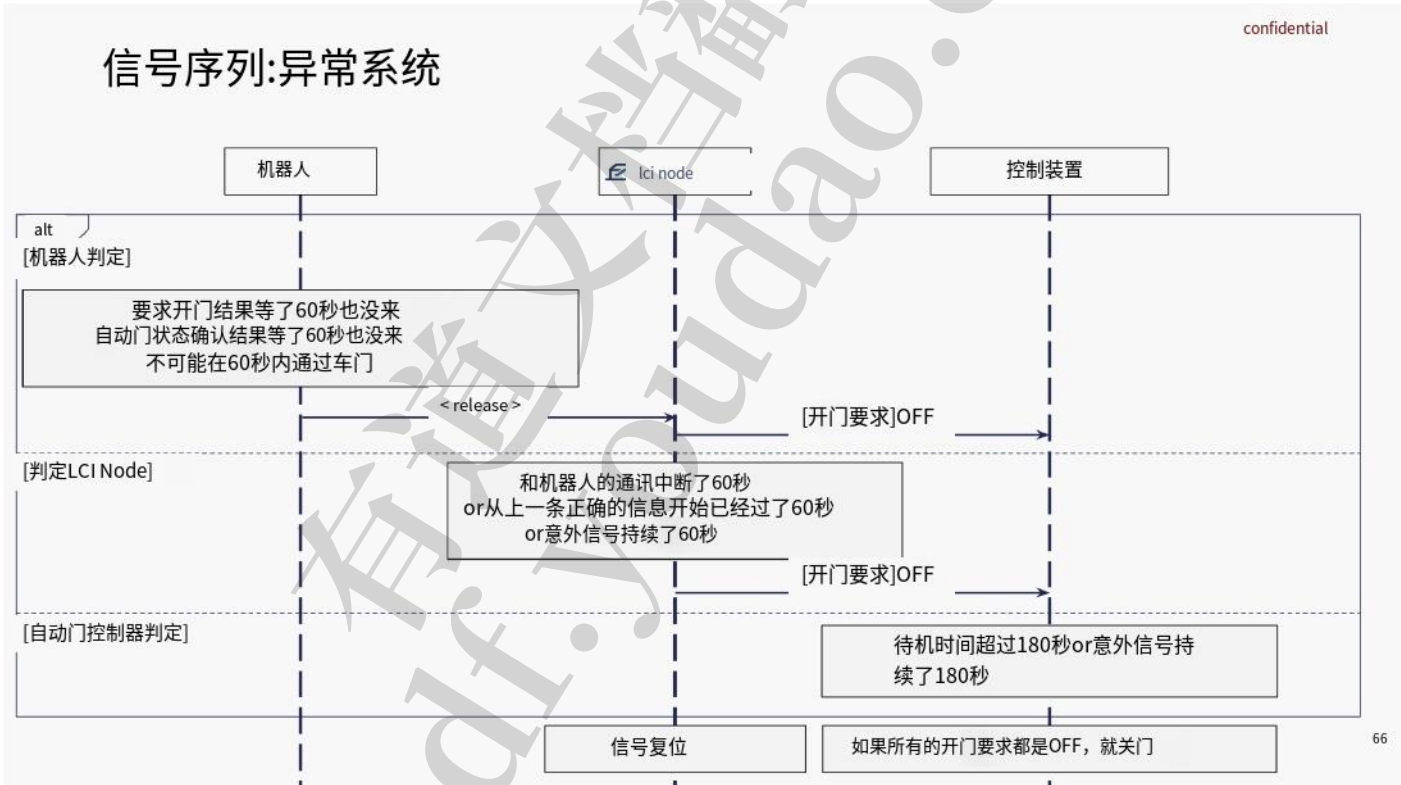 confidential
信号序列:异常系统
机器人
lci node
控制装置
alt
[机器人判定]
要求开门结果等了60秒也没来
自动门状态确认结果等了60秒也没来
不可能在60秒内通过车门
< release >
[开门要求]OFF
[判定LCI Node]
和机器人的通讯中断了60秒
or从上一条正确的信息开始已经过了60秒
or意外信号持续了60秒
[开门要求]OFF
[自动门控制器判定]
待机时间超过180秒or意外信号持
续了180秒
信号复位
如果所有的开门要求都是OFF，就关门
66
有道文档翻
df.youdao.c